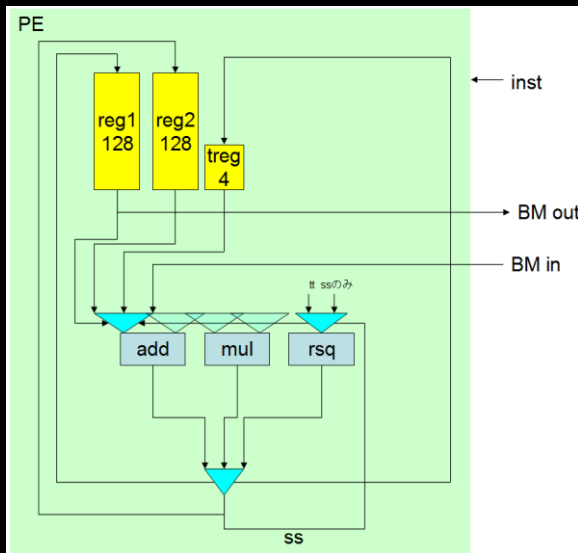 PE
inst
reg1
128
reg2
128
treg
4
BM out
BM in
tt ssのみ
add
mul
rsq
ss